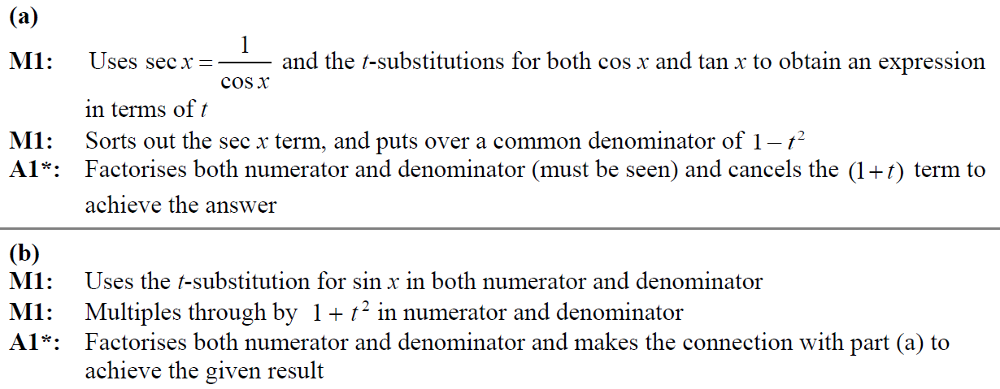 (a)
M1: Uses sec x = 1/cos x and the t-substitutions for both cos x and tan x to obtain an expression
in terms of t
M1: Sorts out the sec x term, and puts over a common denominator of 1 − t²
A1*: Factorises both numerator and denominator (must be seen) and cancels the (1+t) term to
achieve the answer
(b)
M1: Uses the t-substitution for sin x in both numerator and denominator
M1: Multiples through by 1 + t² in numerator and denominator
A1*: Factorises both numerator and denominator and makes the connection with part (a) to
achieve the given result